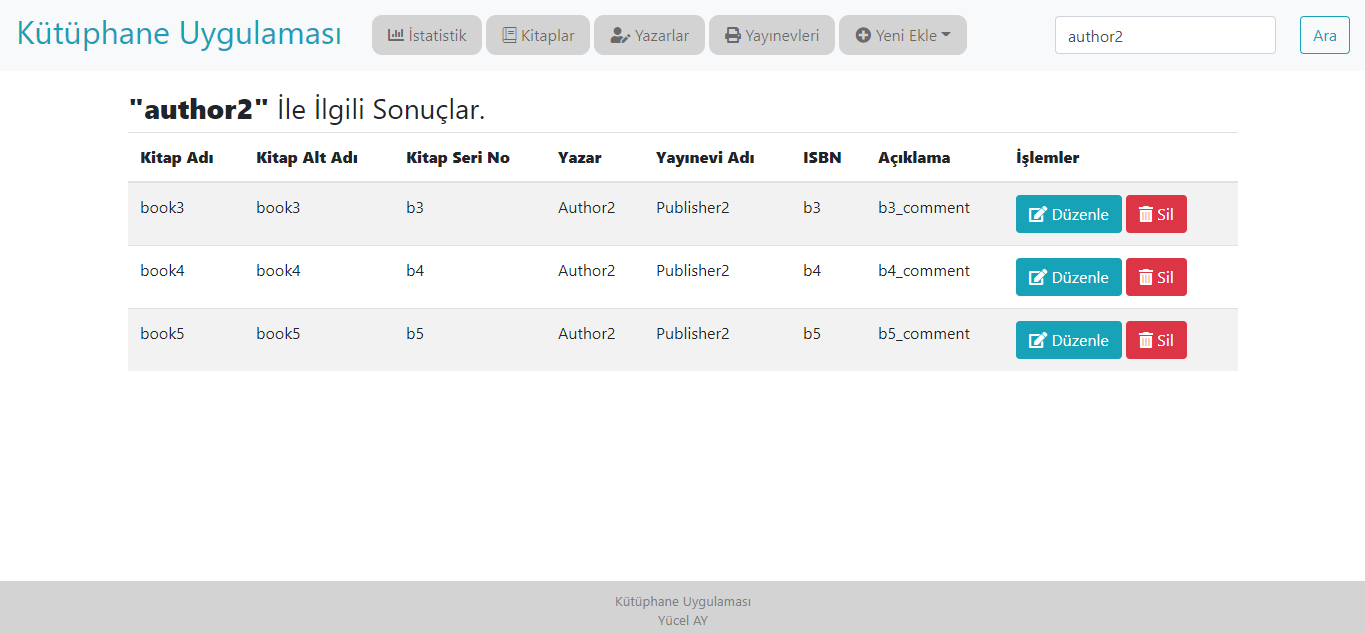 Kütüphane Uygulaması İstatistik Kitaplar Yazarlar Yayınevleri Yeni Ekle author2 Ara
"author2" İle İlgili Sonuçlar.
Kitap Adı Kitap Alt Adı Kitap Seri No Yazar Yayınevi Adı ISBN Açıklama İşlemler
book3 book3 b3 Author2 Publisher2 b3 b3_comment Düzenle Sil
book4 book4 b4 Author2 Publisher2 b4 b4_comment Düzenle Sil
book5 book5 b5 Author2 Publisher2 b5 b5_comment Düzenle Sil
Kütüphane Uygulaması
Yücel AY